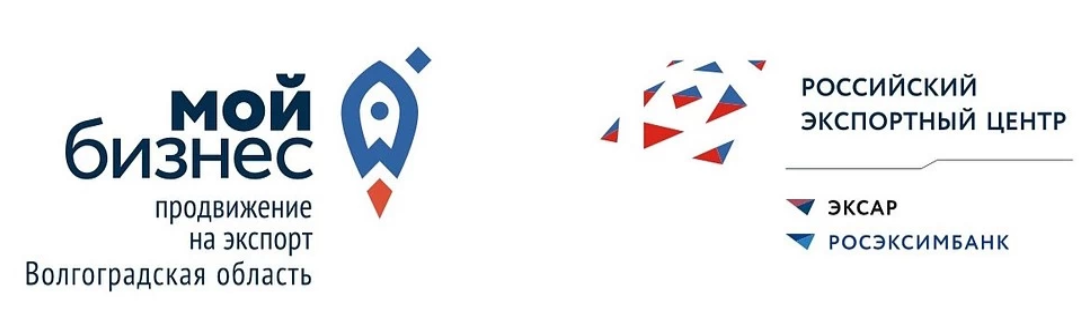 мой
бизнес
продвижение
на экспорт
Волгоградская область
РОССИЙСКИЙ
ЭКСПОРТНЫЙ ЦЕНТР
ЭКСАР
РОСЭКСИМБАНК